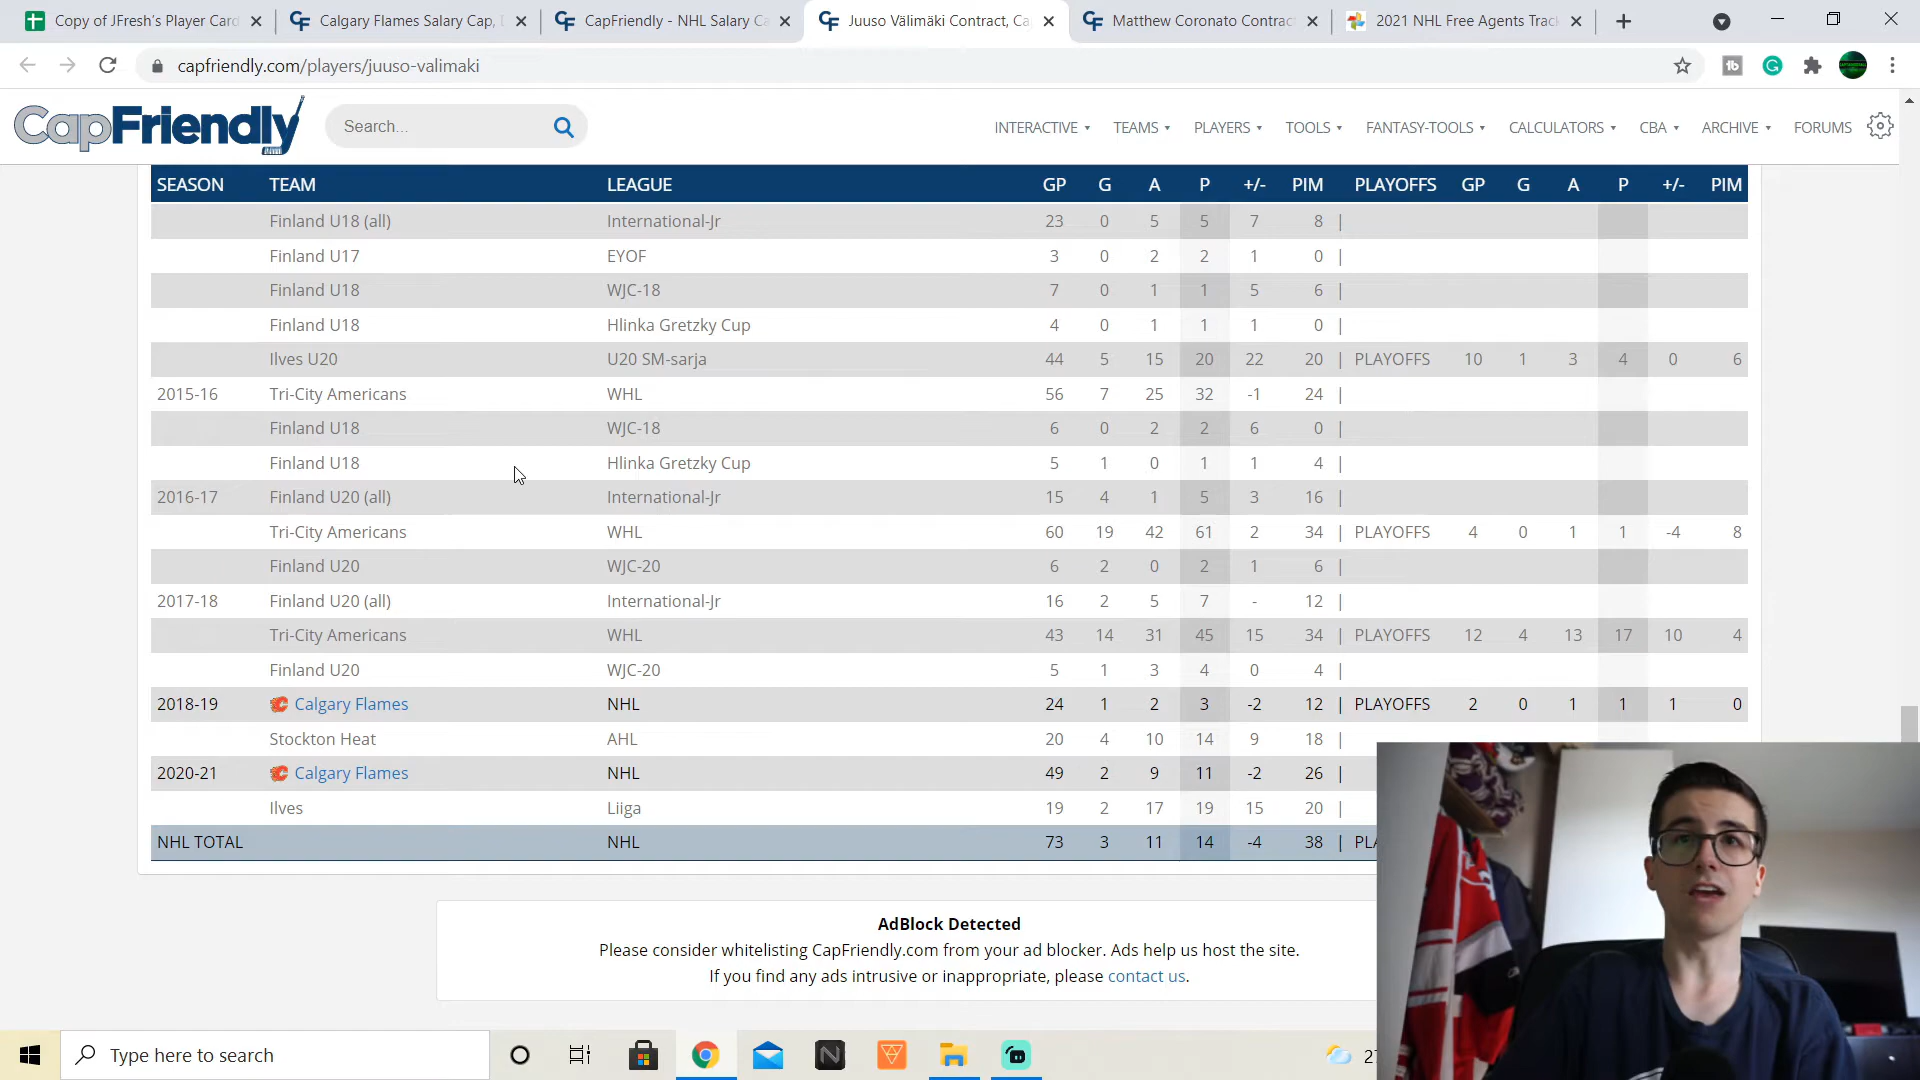 Copy of JFresh's Player Card
Calgary Flames Salary Cap,
CapFriendly - NHL Salary Ca
Juuso Välimäki Contract, Ca
Matthew Coronato Contract
2021 NHL Free Agents Track
capfriendly.com/players/juuso-valimaki
CapFriendly
Search...
INTERACTIVE TEAMS PLAYERS TOOLS FANTASY-TOOLS CALCULATORS CBA ARCHIVE FORUMS
SEASON TEAM LEAGUE GP G A P +/- PIM PLAYOFFS GP G A P +/- PIM
Finland U18 (all) International-Jr 23 0 5 5 7 8 |
Finland U17 EYOF 3 0 2 2 1 0 |
Finland U18 WJC-18 7 0 1 1 5 6 |
Finland U18 Hlinka Gretzky Cup 4 0 1 1 1 0 |
Ilves U20 U20 SM-sarja 44 5 15 20 22 20 | PLAYOFFS 10 1 3 4 0 6
2015-16 Tri-City Americans WHL 56 7 25 32 -1 24 |
Finland U18 WJC-18 6 0 2 2 6 0 |
Finland U18 Hlinka Gretzky Cup 5 1 0 1 1 4 |
2016-17 Finland U20 (all) International-Jr 15 4 1 5 3 16 |
Tri-City Americans WHL 60 19 42 61 2 34 | PLAYOFFS 4 0 1 1 -4 8
Finland U20 WJC-20 6 2 0 2 1 6 |
2017-18 Finland U20 (all) International-Jr 16 2 5 7 - 12 |
Tri-City Americans WHL 43 14 31 45 15 34 | PLAYOFFS 12 4 13 17 10 4
Finland U20 WJC-20 5 1 3 4 0 4 |
2018-19 Calgary Flames NHL 24 1 2 3 -2 12 | PLAYOFFS 2 0 1 1 1 0
Stockton Heat AHL 20 4 10 14 9 18 |
2020-21 Calgary Flames NHL 49 2 9 11 -2 26 |
Ilves Liiga 19 2 17 19 15 20 |
NHL TOTAL NHL 73 3 11 14 -4 38 | PL
AdBlock Detected
Please consider whitelisting CapFriendly.com from your ad blocker. Ads help us host the site.
If you find any ads intrusive or inappropriate, please contact us.
Type here to search